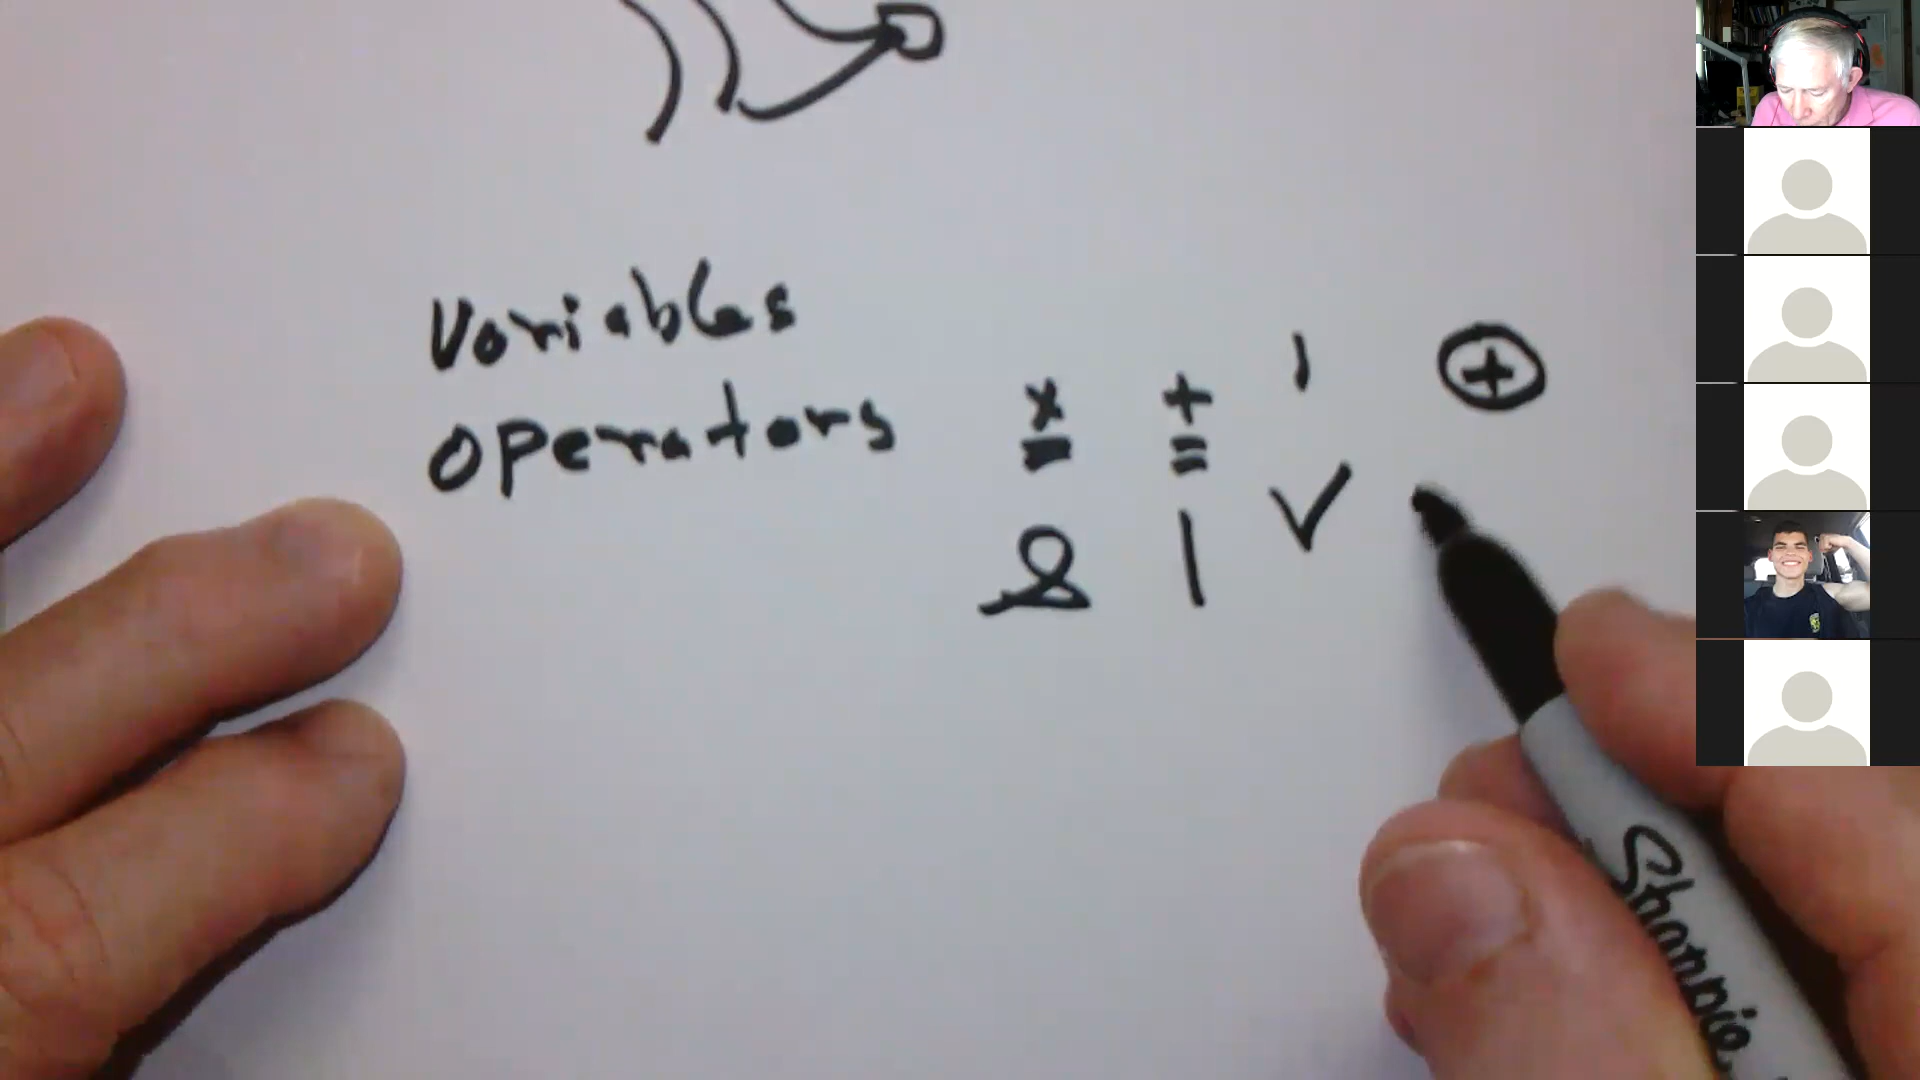 Variables
operators × + ' ⊕
& | ✓
Sharpie